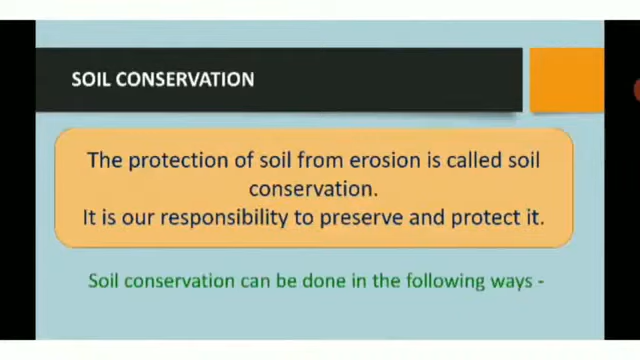 SOIL CONSERVATION
The protection of soil from erosion is called soil
conservation.
It is our responsibility to preserve and protect it.
Soil conservation can be done in the following ways -